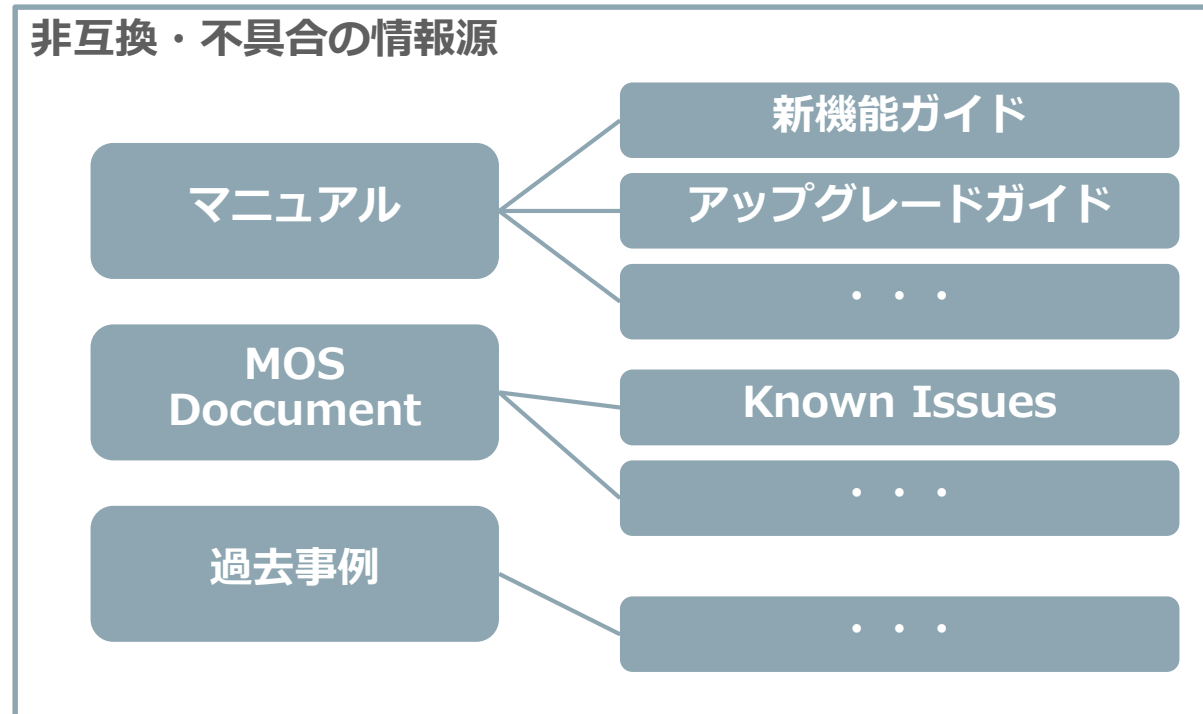 非互換・不具合の情報源
マニュアル
新機能ガイド
アップグレードガイド
・・・
MOS
Doccument
Known Issues
・・・
過去事例
・・・